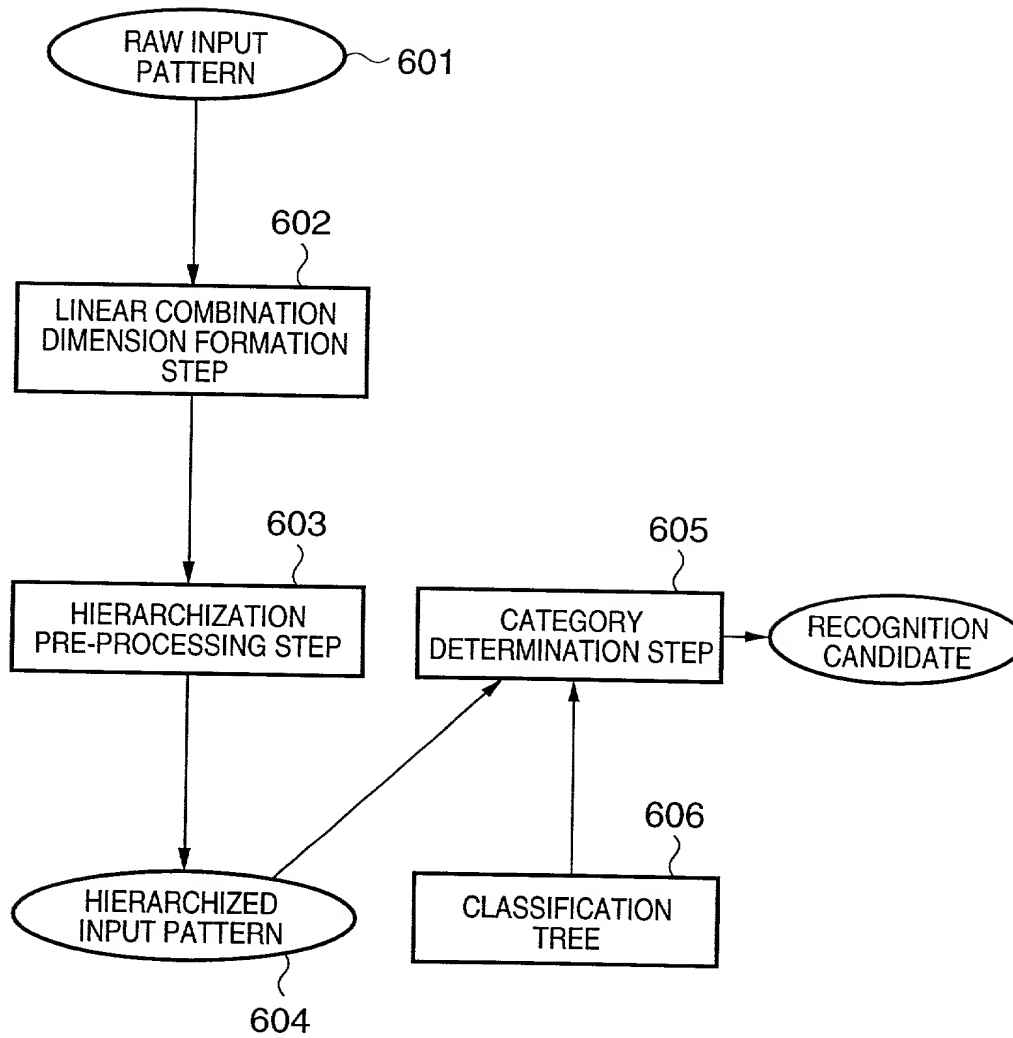 RAW INPUT
PATTERN
601
602
LINEAR COMBINATION
DIMENSION FORMATION
STEP
603
HIERARCHIZATION
PRE-PROCESSING STEP
605
CATEGORY
DETERMINATION STEP
RECOGNITION
CANDIDATE
HIERARCHIZED
INPUT PATTERN
604
606
CLASSIFICATION
TREE